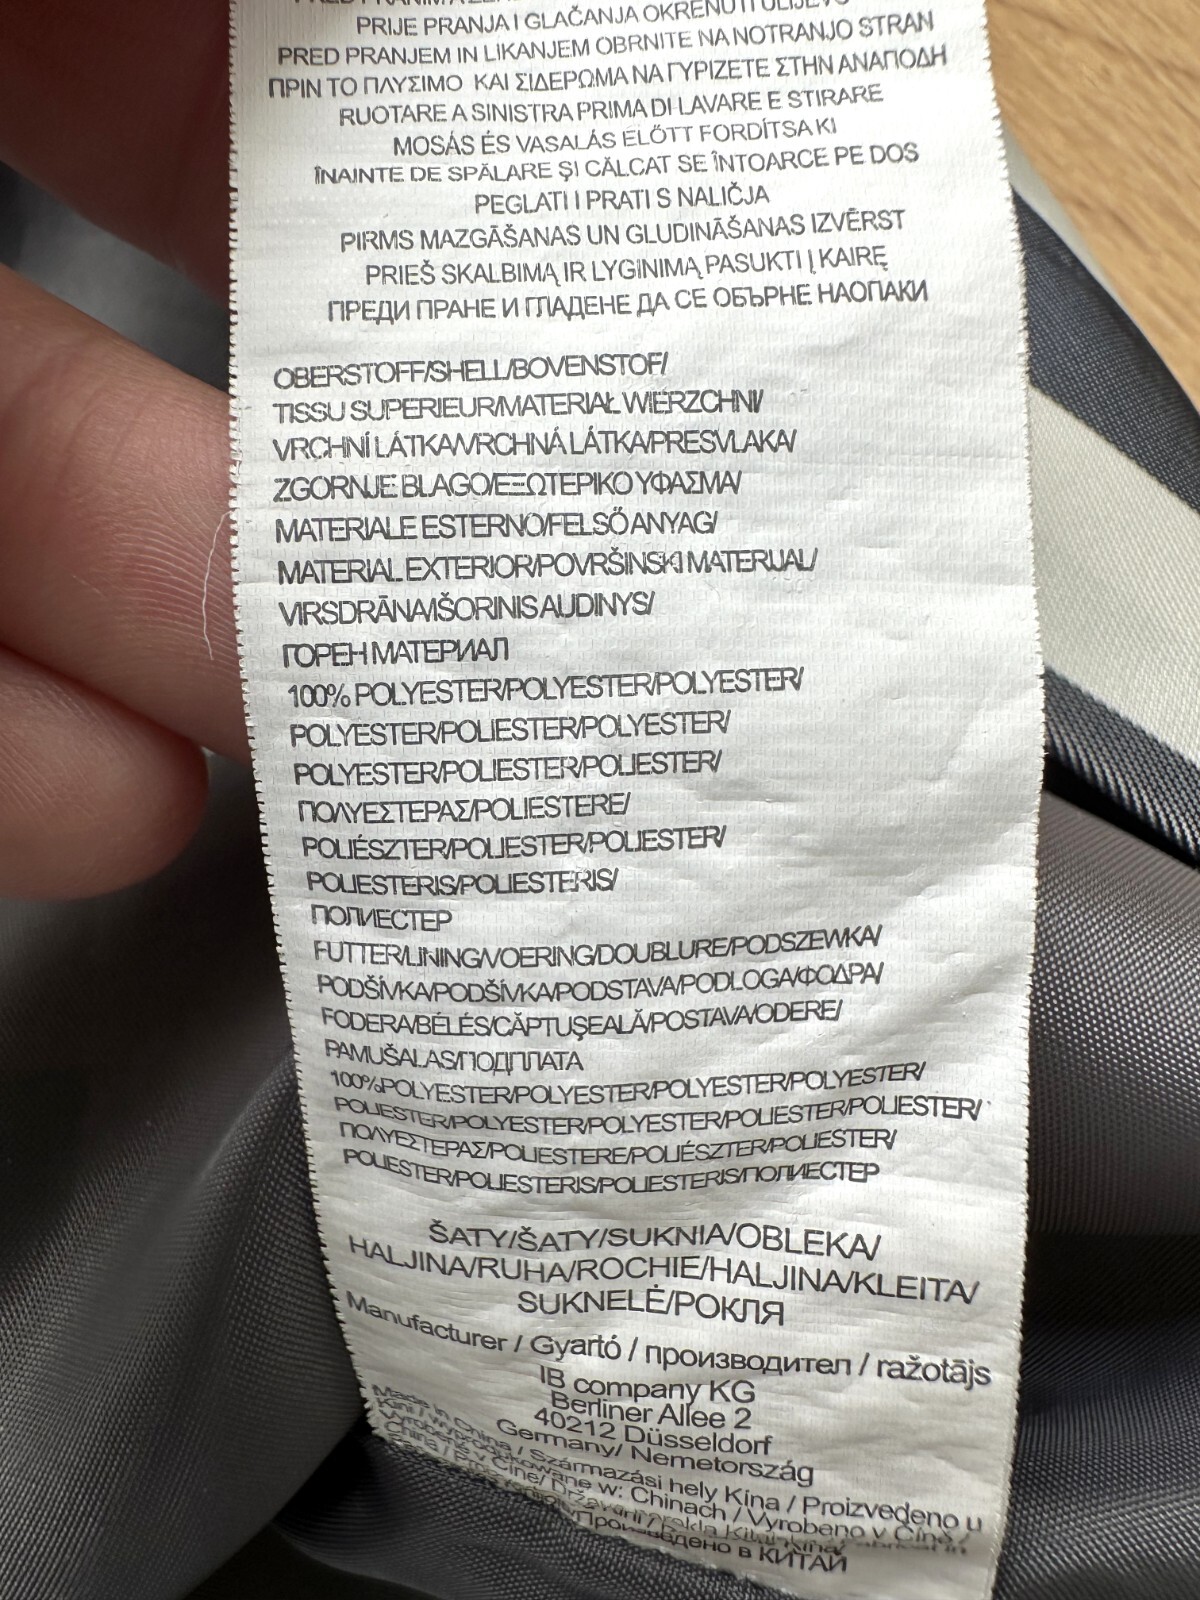 PRIJE PRANJA I GLAČANJA OKRENUTI
PRED PRANJEM IN LIKANJEM OBRNITE NA NOTRANJO STRAN
ΠΡΙΝ ΤΟ ΠΛΥΣΙΜΟ ΚΑΙ ΣΙΔΕΡΩΜΑ ΝΑ ΓΥΡΙΖΕΤΕ ΣΤΗΝ ΑΝΑΠΟΔΗ
RUOTARE A SINISTRA PRIMA DI LAVARE E STIRARE
MOSÁS ÉS VASALÁS ELŐTT FORDÍTSA KI
ÎNAINTE DE SPĂLARE ŞI CĂLCAT SE ÎNTOARCE PE DOS
PEGLATI I PRATI S NALIČJA
PIRMS MAZGĀŠANAS UN GLUDINĀŠANAS IZVĒRST
PRIEŠ SKALBIMĄ IR LYGINIMĄ PASUKTI Į KAIRĘ
ПРЕДИ ПРАНЕ И ГЛАДЕНЕ ДА СЕ ОБЪРНЕ НАОПАКИ
OBERSTOFF/SHELL/BOVENSTOF/
TISSU SUPERIEUR/MATERIAŁ WIERZCHNI/
VRCHNÍ LÁTKA/VRCHNÁ LÁTKA/PRESVLAKA/
ZGORNJE BLAGO/ΕΞΩΤΕΡΙΚΟ ΥΦΑΣΜΑ/
MATERIALE ESTERNO/FELSŐ ANYAG/
MATERIAL EXTERIOR/POVRŠINSKI MATERIJAL/
VIRSDRĀNA/IŠORINIS AUDINYS/
ГОРЕН МАТЕРИАЛ
100% POLYESTER/POLYESTER/POLYESTER/
POLYESTER/POLIESTER/POLYESTER/
POLYESTER/POLIESTER/POLIESTER/
ΠΟΛΥΕΣΤΕΡΑΣ/POLIESTERE/
POLIÉSZTER/POLIESTER/POLIESTER/
POLIESTERIS/POLIESTERIS/
ПОЛИЕСТЕР
FUTTER/LINING/VOERING/DOUBLURE/PODSZEWKA/
PODŠÍVKA/PODŠÍVKA/PODSTAVA/PODLOGA/ΦΟΔΡΑ/
FODERA/BÉLÉS/CĂPTUŞEALĂ/POSTAVA/ODERE/
PAMUŠALAS/ПОДПЛАТА
100%POLYESTER/POLYESTER/POLYESTER/POLYESTER/
POLIESTER/POLYESTER/POLYESTER/POLIESTER/POLIESTER/
ΠΟΛΥΕΣΤΕΡΑΣ/POLIESTERE/POLIÉSZTER/POLIESTER/
POLIESTER/POLIESTERIS/POLIESTERIS/ПОЛИЕСТЕР
ŠATY/ŠATY/SUKNIA/OBLEKA/
HALJINA/RUHA/ROCHIE/HALJINA/KLEITA/
SUKNELĖ/РОКЛЯ
Manufacturer / Gyartó / производител / ražotājs
IB company KG
Berliner Allee 2
40212 Düsseldorf
Germany/ Nemetország
Made in China / Származási hely Kína / Proizvedeno u
Kini / wyprodukowane w: Chinach / Vyrobeno v Číně /
Vyrobené v Číne/ Državini
China /
в КИТАЙ